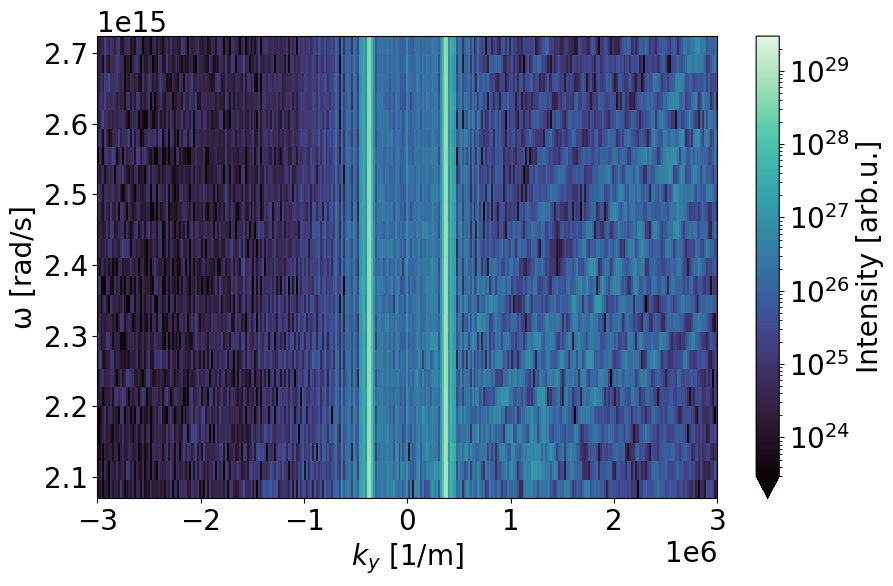 1e15
2.7
2.6
2.5
2.4
2.3
2.2
2.1
ω [rad/s]
−3 −2 −1 0 1 2 3
k_y [1/m]
1e6
10^29
10^28
10^27
10^26
10^25
10^24
Intensity [arb.u.]